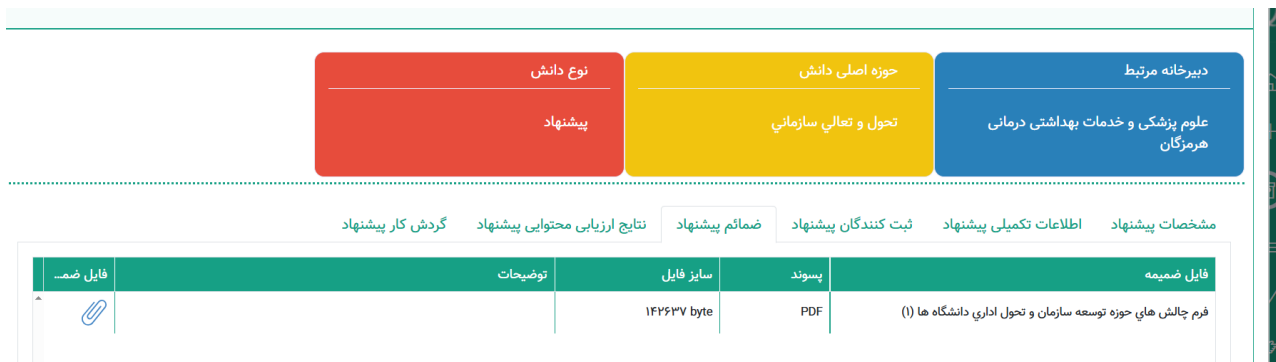 دبیرخانه مرتبط
علوم پزشکی و خدمات بهداشتی درمانی
هرمزگان
حوزه اصلی دانش
تحول و تعالي سازماني
نوع دانش
پیشنهاد
مشخصات پیشنهاد اطلاعات تکمیلی پیشنهاد ثبت کنندگان پیشنهاد ضمائم پیشنهاد نتایج ارزیابی محتوایی پیشنهاد گردش کار پیشنهاد
فایل ضمیمه پسوند سایز فایل توضیحات فایل ضمـ...
فرم چالش هاي حوزه توسعه سازمان و تحول اداري دانشگاه ها (۱) PDF ۱۴۲۶۳۷ byte